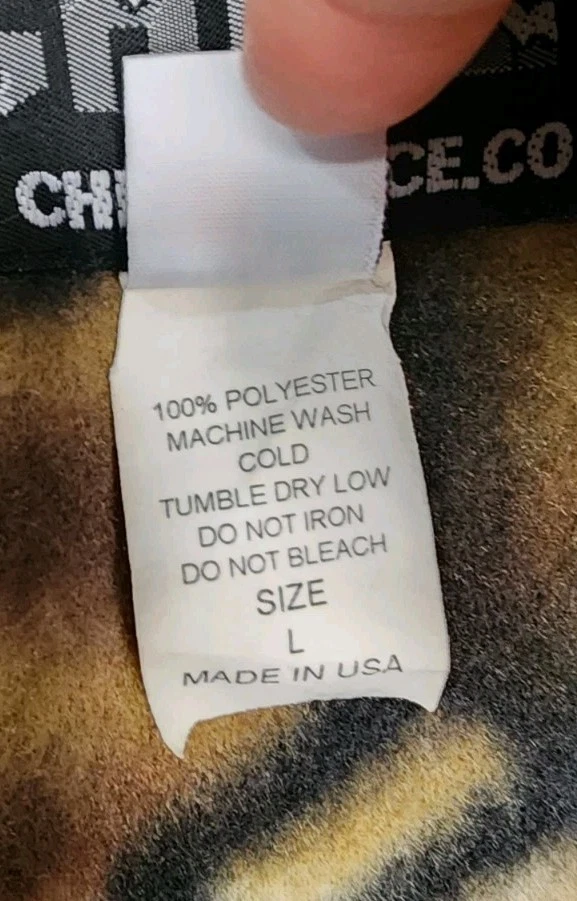 CH CE.CO
100% POLYESTER
MACHINE WASH
COLD
TUMBLE DRY LOW
DO NOT IRON
DO NOT BLEACH
SIZE
L
MADE IN USA